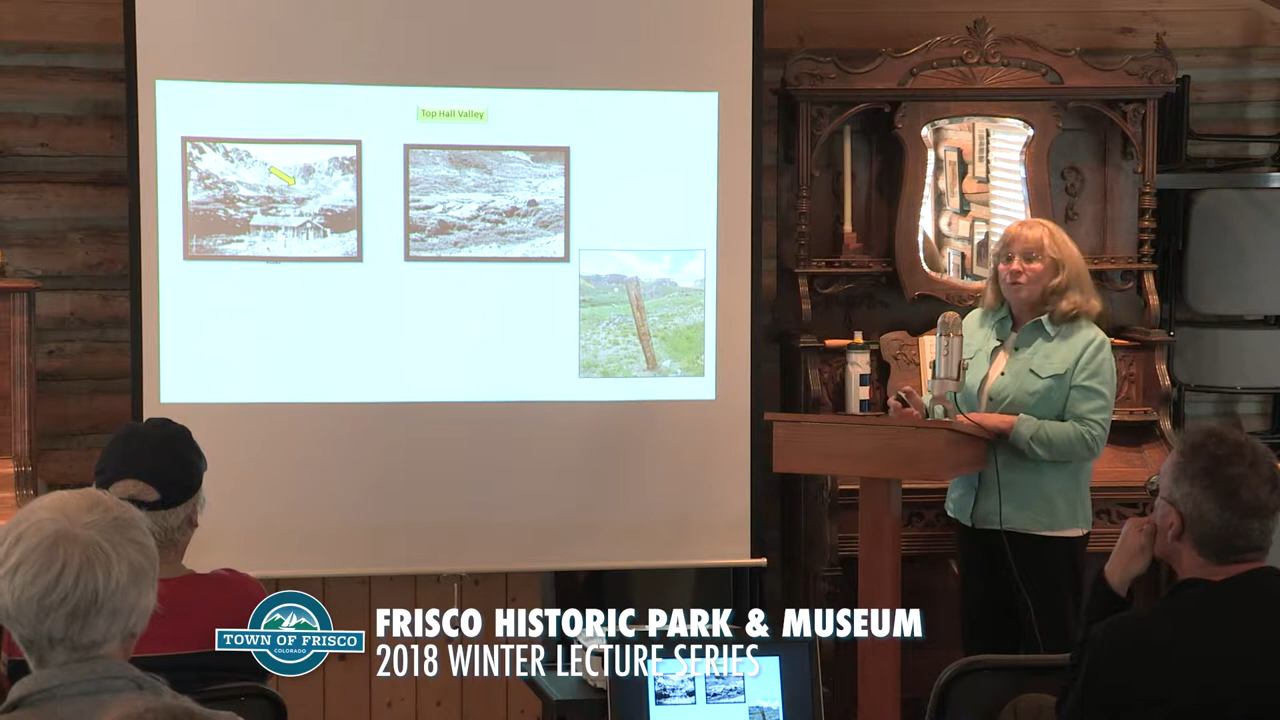 Top Hall Valley
TOWN OF FRISCO
COLORADO
FRISCO HISTORIC PARK & MUSEUM
2018 WINTER LECTURE SERIES